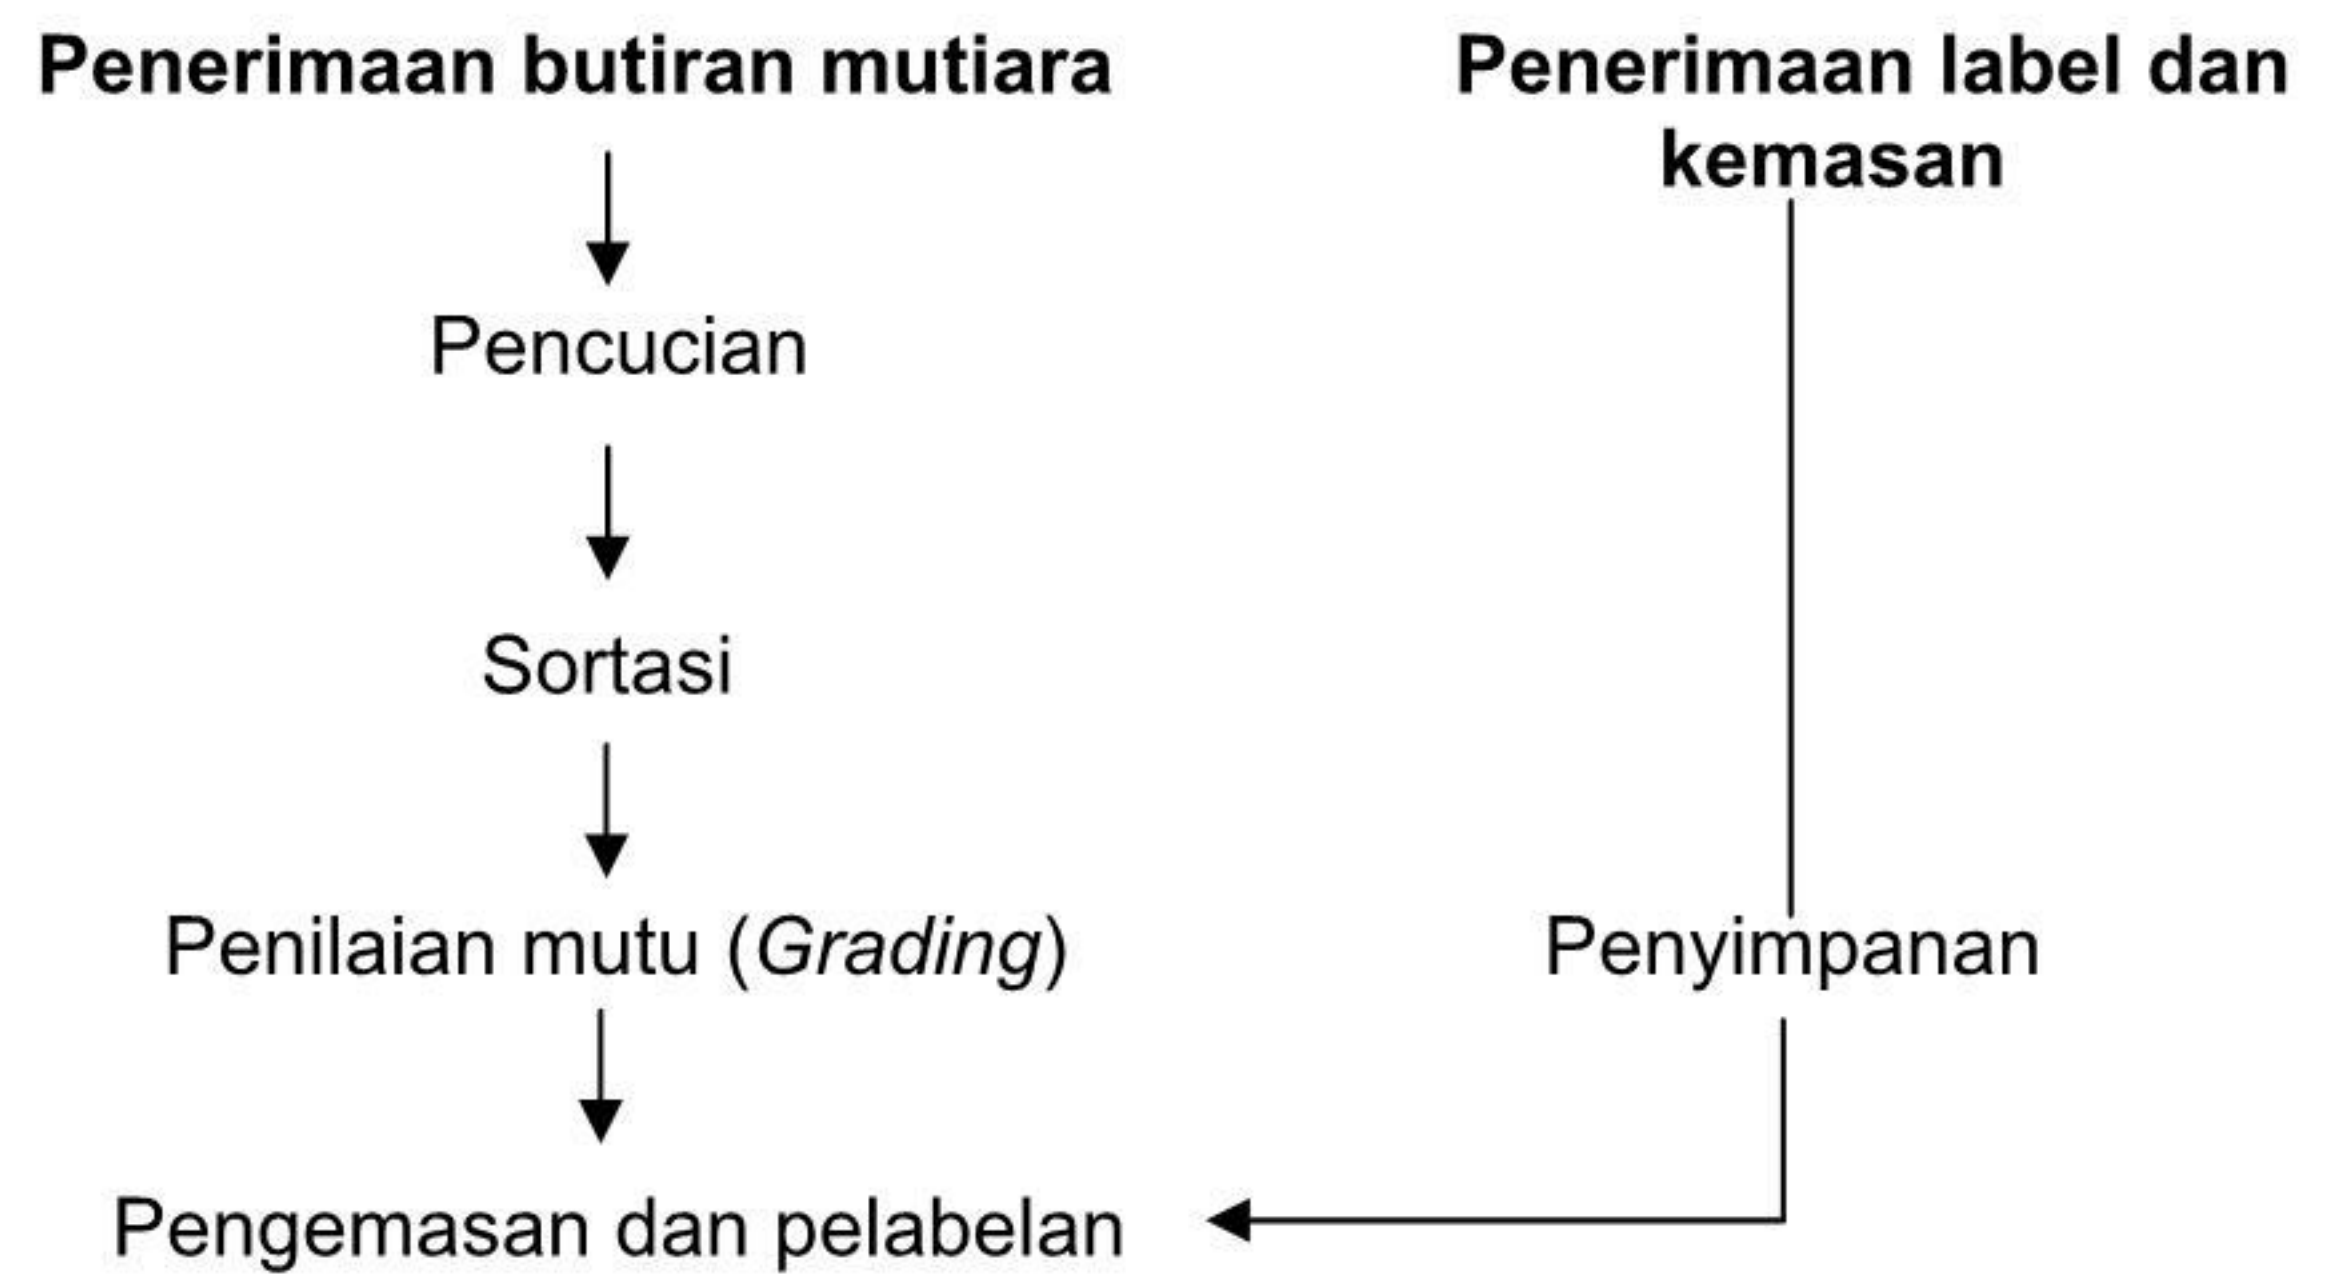 Penerimaan butiran mutiara
Penerimaan label dan
kemasan
Pencucian
Sortasi
Penilaian mutu (Grading)
Penyimpanan
Pengemasan dan pelabelan